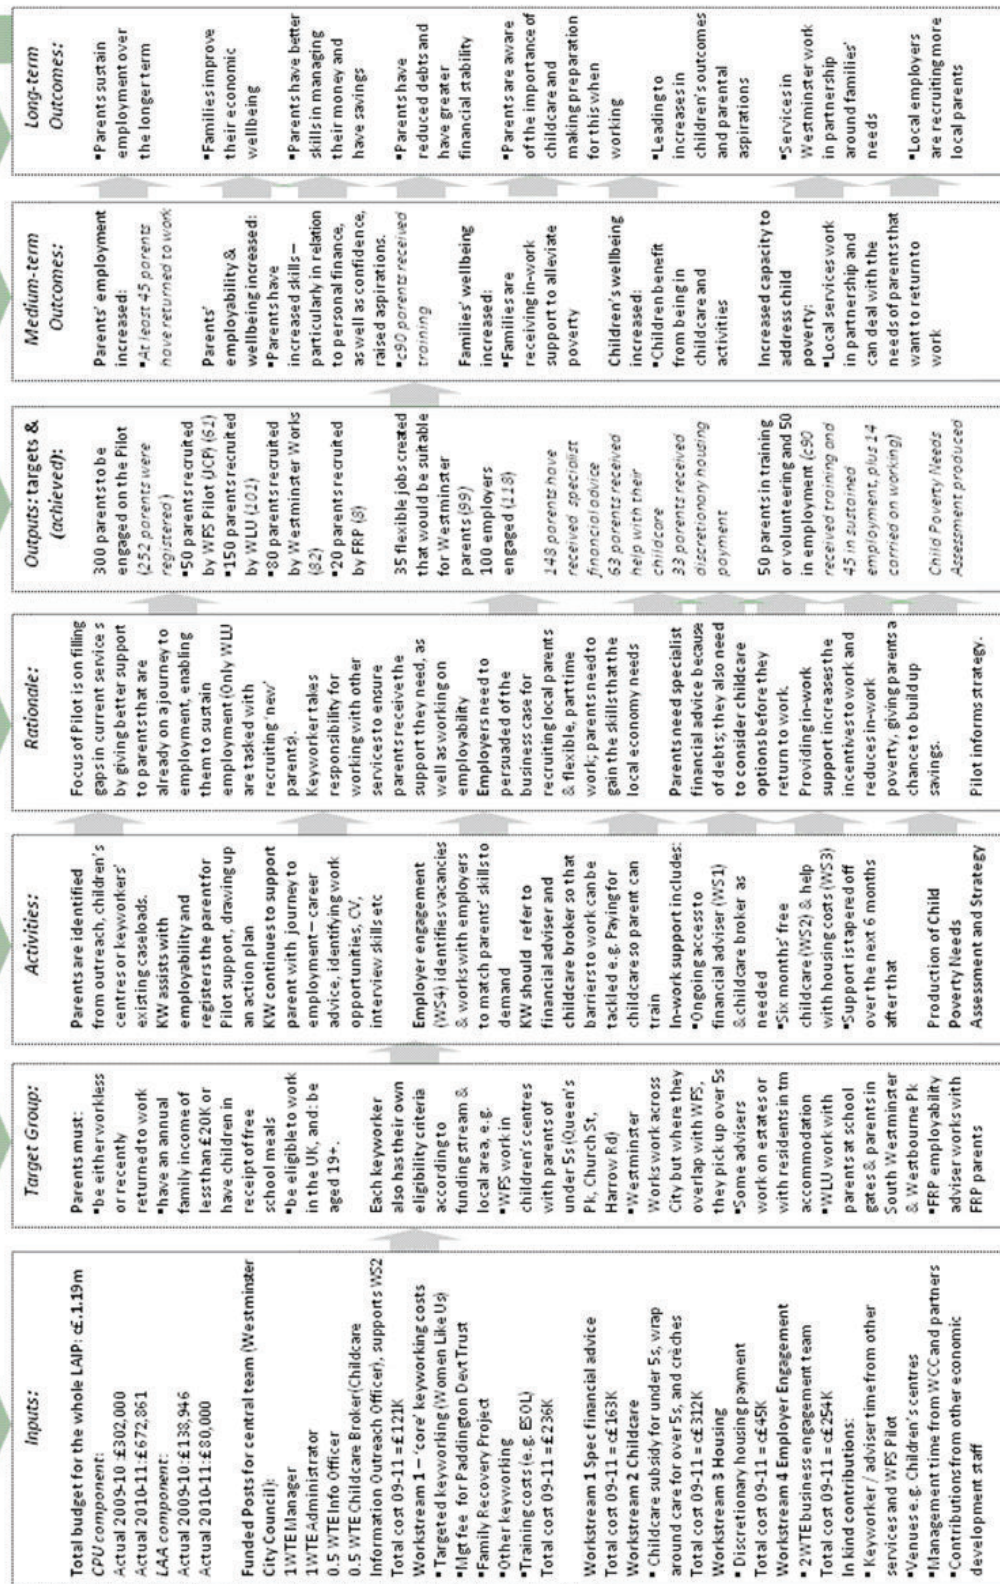 Inputs:
Total budget for the whole LAIP: c£.1.19m
CPU component:
Actual 2009-10 :£302,000
Actual 2010-11:£672,861
LAA component:
Actual 2009-10:£138,946
Actual 2010-11:£80,000
Funded Posts for central team (Westminster
City Council):
1WTE Manager
1WTE Administrator
0.5 WTE Info Officer
0.5 WTE Childcare Broker (Childcare
Information Outreach Officer), supports WS2
Total cost 09-11 =£121K
Workstream 1 – 'core' keyworking costs
▪Targeted keyworking (Women Like Us)
▪Mgt fee for Paddington Devt Trust
▪Family Recovery Project
▪Other keyworking
▪Training costs (e.g. ESOL)
Total cost 09-11 =£236K
Workstream 1 Spec financial advice
Total cost 09-11 = c£163K
Workstream 2 Childcare
▪ Childcare subsidy for under 5s, wrap
around care for over 5s, and crèches
Total cost 09-11 = c£312K
Workstream 3 Housing
▪ Discretionary housing payment
Total cost 09-11 = c£45K
Workstream 4 Employer Engagement
▪ 2WTE business engagement team
Total cost 09-11 = c£254K
In kind contributions:
▪ Keyworker / adviser time from other
services and WFS Pilot
▪Venues e.g. Children's centres
▪Management time from WCC and partners
▪Contributions from other economic
development staff
Target Group:
Parents must:
▪be either workless
or recently
returned to work
▪have an annual
family income of
less than £20K or
have children in
receipt of free
school meals
▪be eligible to work
in the UK, and: be
aged 19+.
Each keyworker
also has their own
eligibility criteria
according to
funding stream &
local area, e.g.
▪WFS work in
children's centres
with parents of
under 5s (Queen's
Pk, Church St,
Harrow Rd)
▪Westminster
Works work across
City but where they
overlap with WFS,
they pick up over 5s
▪Some advisers
work on estates or
with residents in tm
accommodation
▪WLU work with
parents at school
gates & parents in
South Westminster
& Westbourne Pk
▪FRP employability
adviser works with
FRP parents
Activities:
Parents are identified
from outreach, children's
centres or keyworkers'
existing caseloads.
KW assists with
employability and
registers the parent for
Pilot support, drawing up
an action plan
KW continues to support
parent with journey to
employment – career
advice, identifying work
opportunities, CV,
interview skills etc
Employer engagement
(WS4) identifies vacancies
& works with employers
to match parents' skills to
demand
KW should refer to
financial adviser and
childcare broker so that
barriers to work can be
tackled e.g. Paying for
childcare so parent can
train
In-work support includes:
▪Ongoing access to
financial adviser (WS1)
& childcare broker as
needed
▪Six months' free
childcare (WS2) & help
with housing costs (WS3)
▪Support is tapered off
over the next 6 months
after that
Production of Child
Poverty Needs
Assessment and Strategy
Rationale:
Focus of Pilot is on filling
gaps in current service s
by giving better support
to parents that are
already on a journey to
employment, enabling
them to sustain
employment (Only WLU
are tasked with
recruiting 'new'
parents).
Keyworker takes
responsibility for
working with other
services to ensure
parents receive the
support they need, as
well as working on
employability
Employers need to
persuaded of the
business case for
recruiting local parents
& flexible, part time
work; parents need to
gain the skills that the
local economy needs
Parents need specialist
financial advice because
of debts; they also need
to consider childcare
options before they
return to work.
Providing in-work
support increases the
incentives to work and
reduces in-work
poverty, giving parents a
chance to build up
savings.
Pilot informs strategy.
Outputs: targets &
(achieved):
300 parents to be
engaged on the Pilot
(252 parents were
registered)
▪50 parents recruited
by WFS Pilot (JCP) (61)
▪150 parents recruited
by WLU (101)
▪80 parents recruited
by Westminster Works
(82)
▪20 parents recruited
by FRP (8)
35 flexible jobs created
that would be suitable
for Westminster
parents (99)
100 employers
engaged (118)
148 parents have
received specialist
financial advice
63 parents received
help with their
childcare
33 parents received
discretionary housing
payment
50 parents in training
or volunteering and 50
in employment (c90
received training and
45 in sustained
employment, plus 14
carried on working)
Child Poverty Needs
Assessment produced
Medium-term
Outcomes:
Parents' employment
increased:
▪At least 45 parents
have returned to work
Parents'
employability &
wellbeing increased:
▪Parents have
increased skills –
particularly in relation
to personal finance,
as well as confidence,
raised aspirations.
▪c90 parents received
training
Families' wellbeing
increased:
▪Families are
receiving in-work
support to alleviate
poverty
Children's wellbeing
increased:
▪Children benefit
from being in
childcare and
activities
Increased capacity to
address child
poverty:
▪Local services work
in partnership and
can deal with the
needs of parents that
want to return to
work
Long-term
Outcomes:
▪Parents sustain
employment over
the longer term
▪Families improve
their economic
wellbeing
▪Parents have better
skills in managing
their money and
have savings
▪Parents have
reduced debts and
have greater
financial stability
▪Parents are aware
of the importance of
childcare and
making preparation
for this when
working
▪Leading to
increases in
children's outcomes
and parental
aspirations
▪Services in
Westminster work
in partnership
around families'
needs
▪Local employers
are recruiting more
local parents